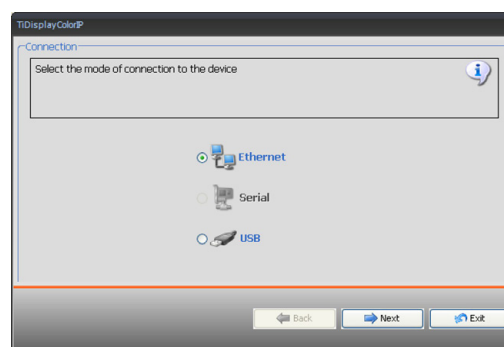 TiDisplayColorIP
Connection
Select the mode of connection to the device
Ethernet
Serial
USB
Back
Next
Exit